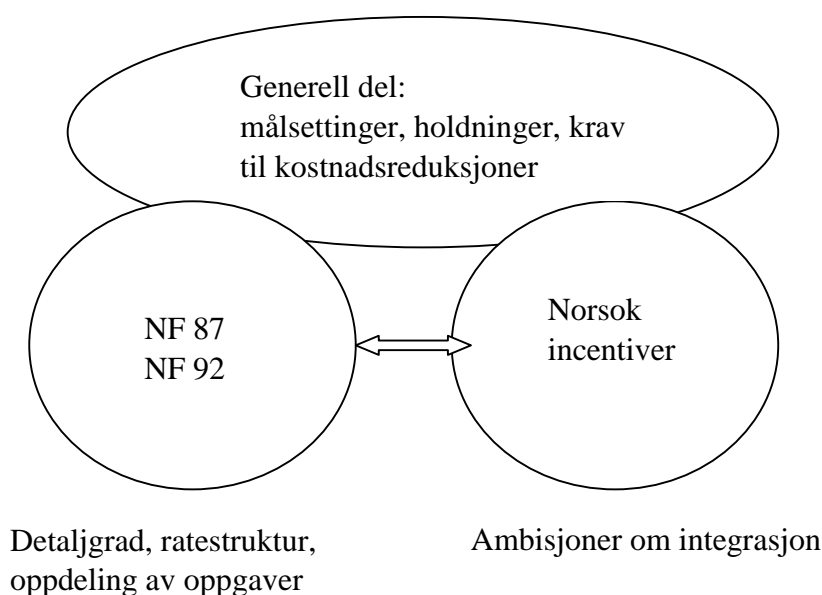 Generell del:
målsettinger, holdninger, krav
til kostnadsreduksjoner
NF 87
NF 92
Norsok
incentiver
Detaljgrad, ratestruktur,
oppdeling av oppgaver
Ambisjoner om integrasjon